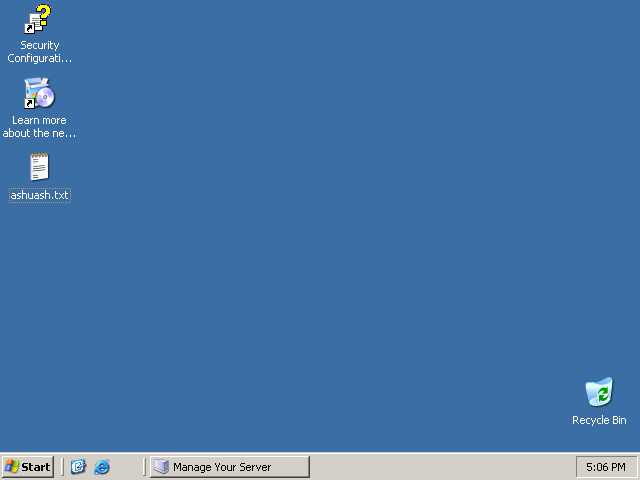 Security
Configurati...
Learn more
about the ne...
ashuash.txt
Recycle Bin
Start
Manage Your Server
5:06 PM